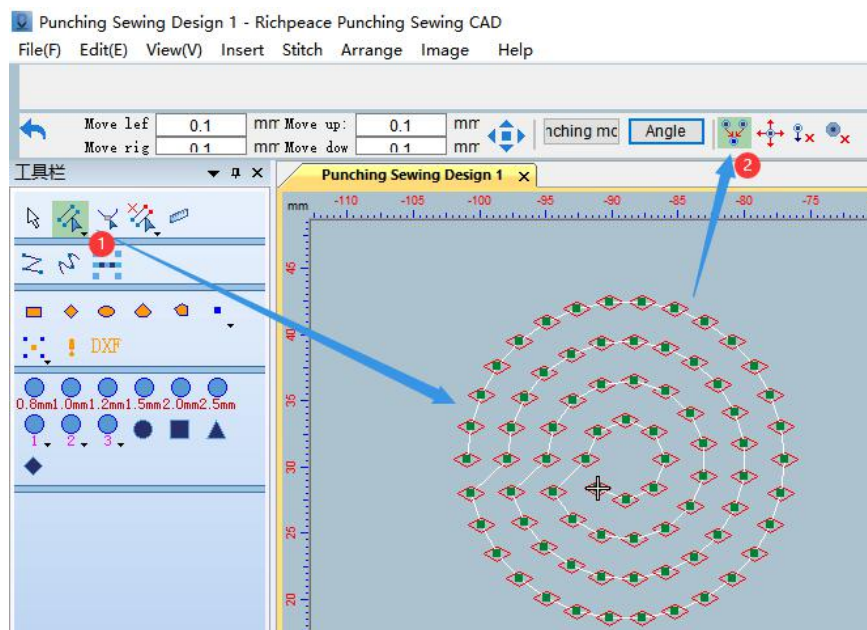 Punching Sewing Design 1 - Richpeace Punching Sewing CAD
File(F) Edit(E) View(V) Insert Stitch Arrange Image Help
Move lef 0.1 mm Move up: 0.1 mm
Move rig 0.1 mm Move dow 0.1 mm
nching mo Angle
2
工具栏
Punching Sewing Design 1
mm -110 -100 -95 -90 -85 -80 -75
1
45
40
35
30
25
20
DXF
0.8mm 1.0mm 1.2mm 1.5mm 2.0mm 2.5mm
1 2 3